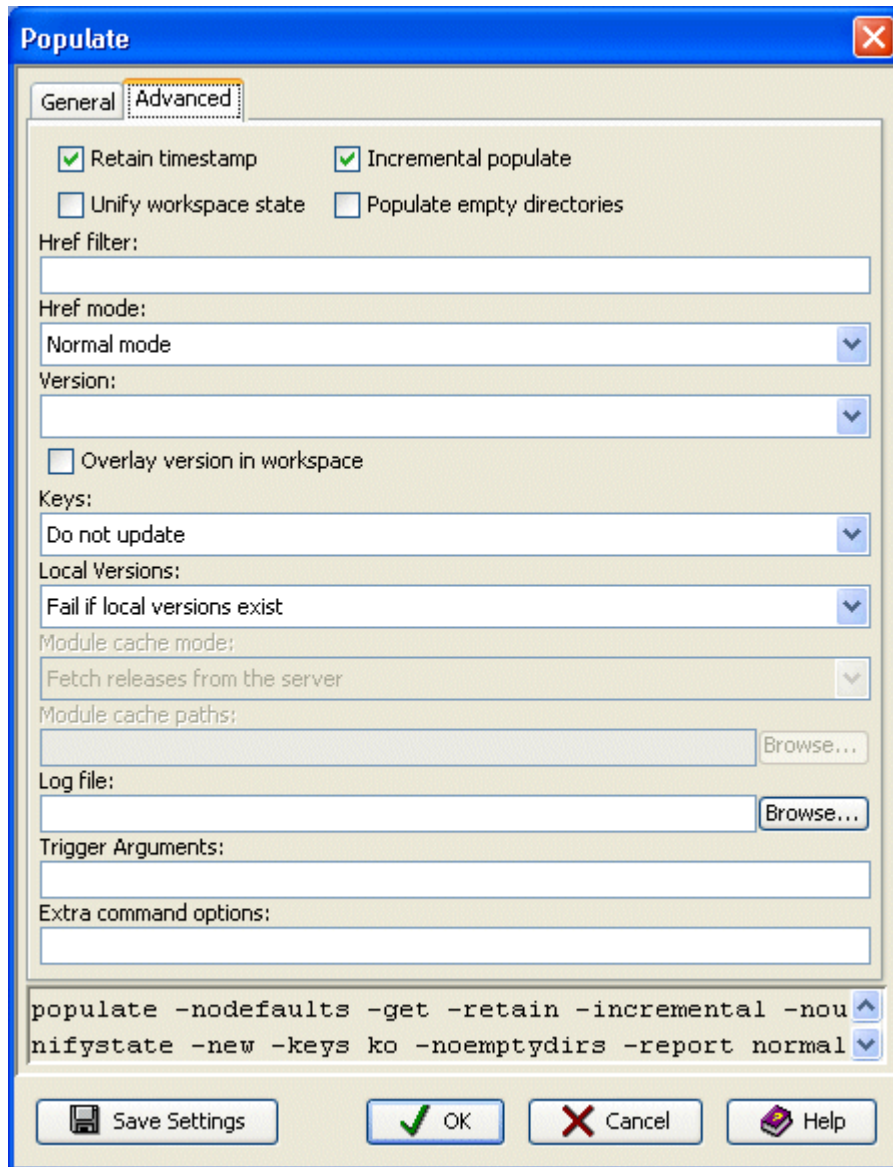 Populate
General Advanced
Retain timestamp Incremental populate
Unify workspace state Populate empty directories
Href filter:
Href mode:
Normal mode
Version:
Overlay version in workspace
Keys:
Do not update
Local Versions:
Fail if local versions exist
Module cache mode:
Fetch releases from the server
Module cache paths:
Browse...
Log file:
Browse...
Trigger Arguments:
Extra command options:
populate -nodefaults -get -retain -incremental -nou
nifystate -new -keys ko -noemptydirs -report normal
Save Settings OK Cancel Help